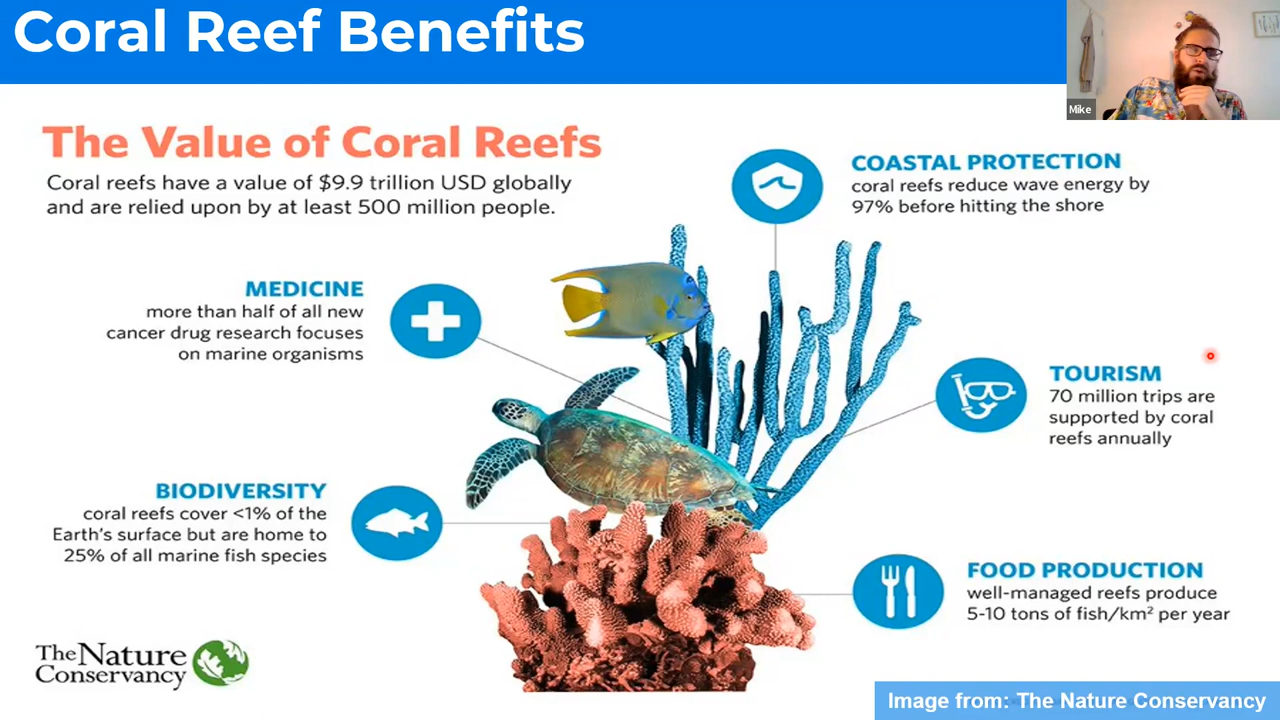 Coral Reef Benefits
Mike
The Value of Coral Reefs
Coral reefs have a value of $9.9 trillion USD globally
and are relied upon by at least 500 million people.
COASTAL PROTECTION
coral reefs reduce wave energy by
97% before hitting the shore
MEDICINE
more than half of all new
cancer drug research focuses
on marine organisms
TOURISM
70 million trips are
supported by coral
reefs annually
BIODIVERSITY
coral reefs cover <1% of the
Earth's surface but are home to
25% of all marine fish species
FOOD PRODUCTION
well-managed reefs produce
5-10 tons of fish/km² per year
The Nature
Conservancy
Image from: The Nature Conservancy